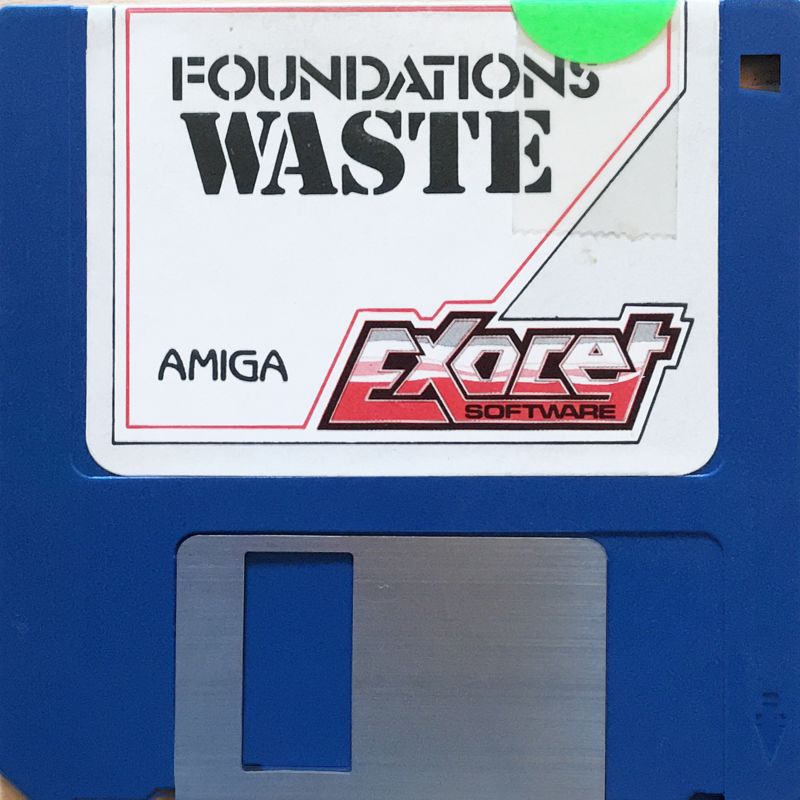 FOUNDATIONS
WASTE
AMIGA
Exocet
SOFTWARE